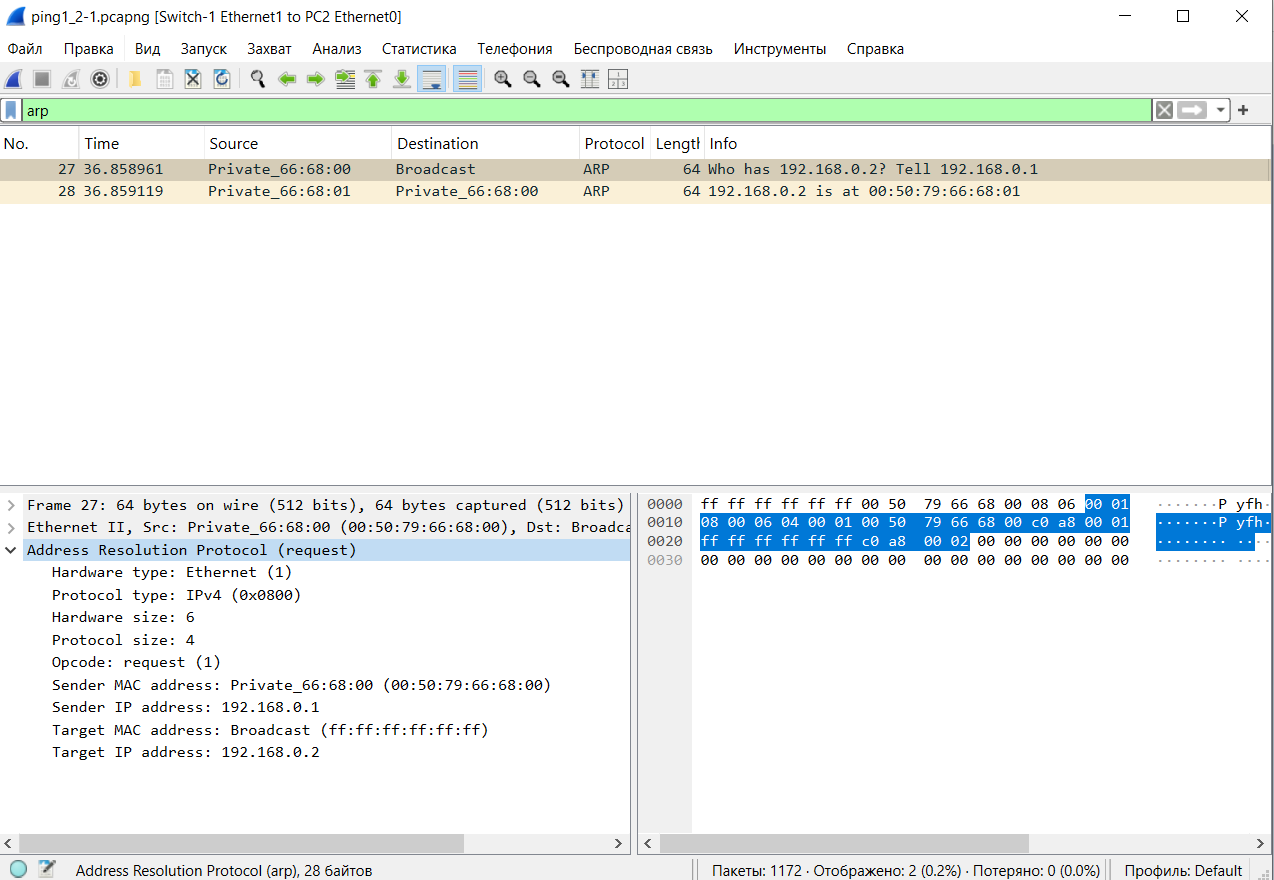 ping1_2-1.pcapng [Switch-1 Ethernet1 to PC2 Ethernet0]
Файл Правка Вид Запуск Захват Анализ Статистика Телефония Беспроводная связь Инструменты Справка
arp
No. Time Source Destination Protocol Length Info
27 36.858961 Private_66:68:00 Broadcast ARP 64 Who has 192.168.0.2? Tell 192.168.0.1
28 36.859119 Private_66:68:01 Private_66:68:00 ARP 64 192.168.0.2 is at 00:50:79:66:68:01
Frame 27: 64 bytes on wire (512 bits), 64 bytes captured (512 bits)
Ethernet II, Src: Private_66:68:00 (00:50:79:66:68:00), Dst: Broadca
Address Resolution Protocol (request)
Hardware type: Ethernet (1)
Protocol type: IPv4 (0x0800)
Hardware size: 6
Protocol size: 4
Opcode: request (1)
Sender MAC address: Private_66:68:00 (00:50:79:66:68:00)
Sender IP address: 192.168.0.1
Target MAC address: Broadcast (ff:ff:ff:ff:ff:ff)
Target IP address: 192.168.0.2
0000 ff ff ff ff ff ff 00 50 79 66 68 00 08 06 00 01 ·······P yfh·
0010 08 00 06 04 00 01 00 50 79 66 68 00 c0 a8 00 01 ·······P yfh·
0020 ff ff ff ff ff ff c0 a8 00 02 00 00 00 00 00 00 ········ ····
0030 00 00 00 00 00 00 00 00 00 00 00 00 00 00 00 00 ········ ····
Address Resolution Protocol (arp), 28 байтов
Пакеты: 1172 · Отображено: 2 (0.2%) · Потеряно: 0 (0.0%)
Профиль: Default